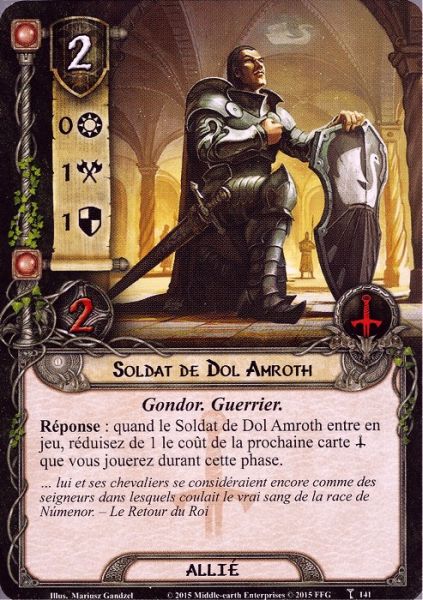 2
0
1
1
2
Soldat de Dol Amroth
Gondor. Guerrier.
Réponse : quand le Soldat de Dol Amroth entre en
jeu, réduisez de 1 le coût de la prochaine carte
que vous jouerez durant cette phase.
... lui et ses chevaliers se considéraient encore comme des
seigneurs dans lesquels coulait le vrai sang de la race de
Númenor. – Le Retour du Roi
ALLIÉ
Illus. Mariusz Gandzel © 2015 Middle-earth Enterprises © 2015 FFG 141